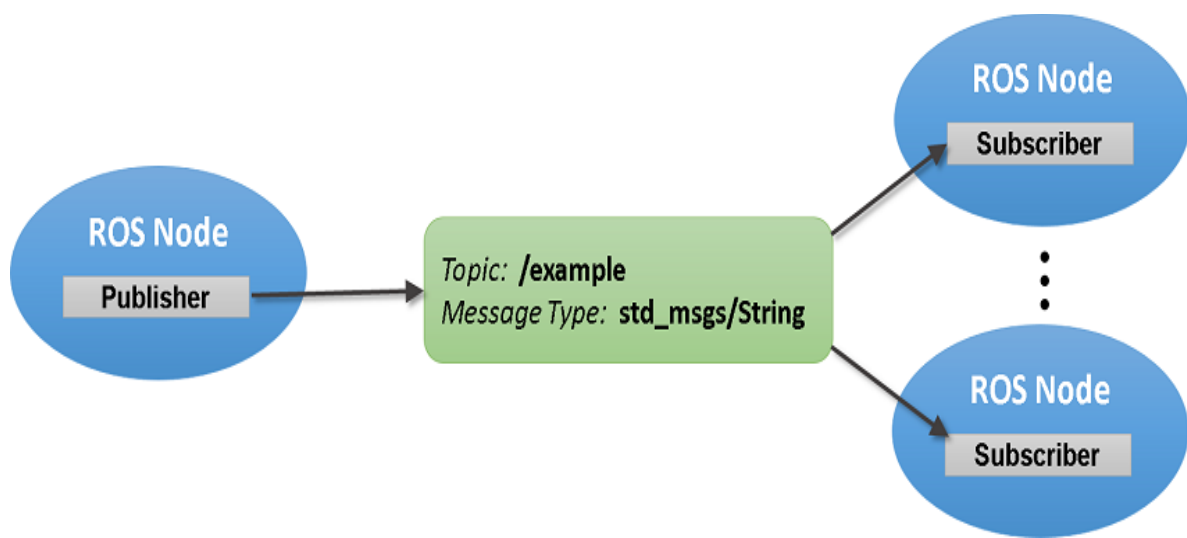 ROS Node
Publisher
Topic: /example
Message Type: std_msgs/String
ROS Node
Subscriber
ROS Node
Subscriber